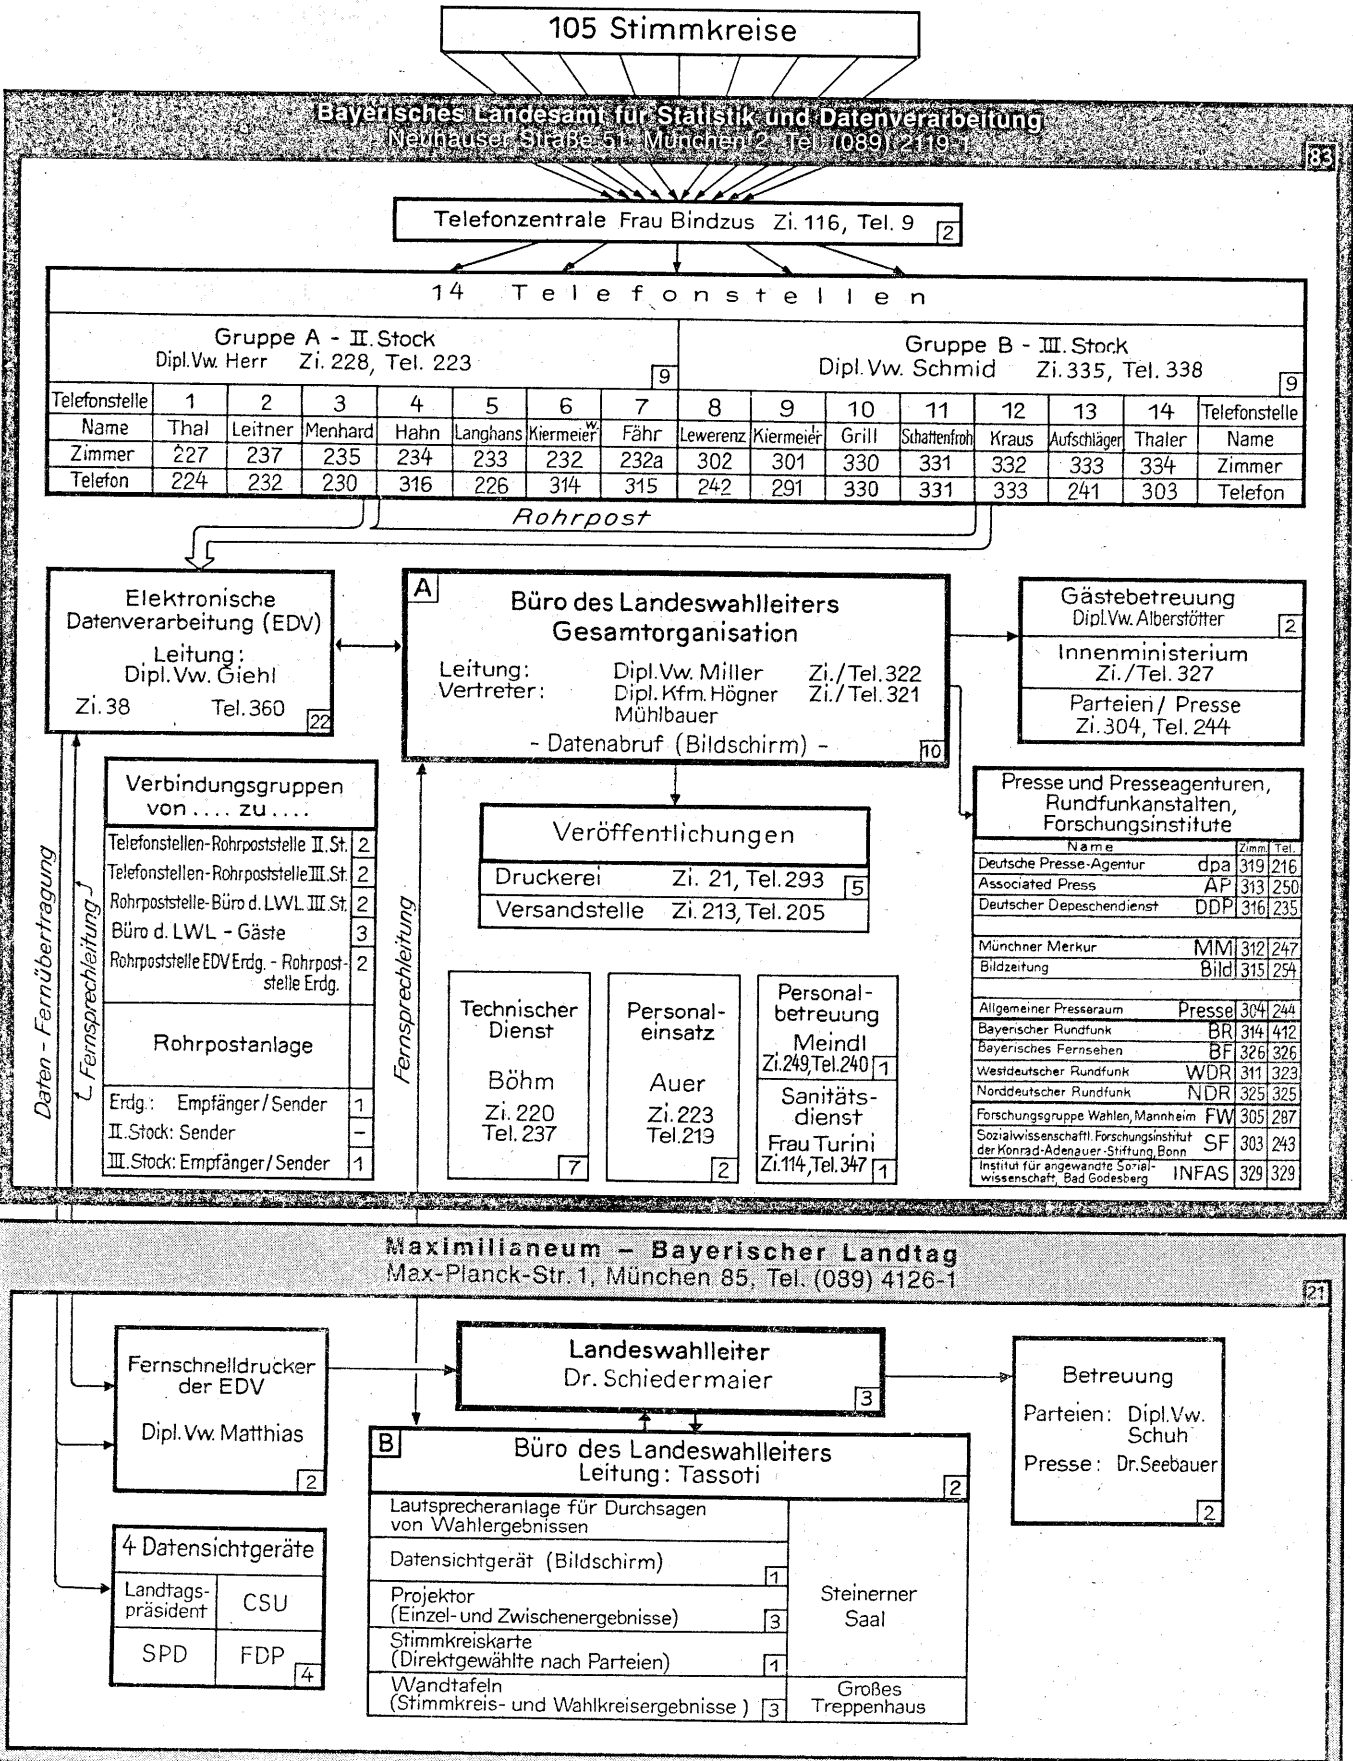 105 Stimmkreise
Bayerisches Landesamt für Statistik und Datenverarbeitung
Neuhauser Straße 51, München 2, Tel. (089) 2119-1
83
Telefonzentrale Frau Bindzus Zi. 116, Tel. 9
2
14 Telefonstellen
Gruppe A - II. Stock
Dipl. Vw. Herr Zi. 228, Tel. 223
9
Gruppe B - III. Stock
Dipl. Vw. Schmid Zi. 335, Tel. 338
9
Telefonstelle 1 2 3 4 5 6 7 8 9 10 11 12 13 14 Telefonstelle
Name Thal Leitner Menhard Hahn Langhans Kiermeier W. Fähr Lewerenz Kiermeier I. Grill Schattenfroh Kraus Aufschläger Thaler Name
Zimmer 227 237 235 234 233 232 232a 302 301 330 331 332 333 334 Zimmer
Telefon 224 232 230 316 226 314 315 242 291 330 331 333 241 303 Telefon
Rohrpost
Elektronische
Datenverarbeitung (EDV)
Leitung:
Dipl. Vw. Giehl
Zi. 38 Tel. 360
22
A
Büro des Landeswahlleiters
Gesamtorganisation
Leitung: Dipl. Vw. Miller Zi./Tel. 322
Vertreter: Dipl. Kfm. Högner Zi./Tel. 321
Mühlbauer
- Datenabruf (Bildschirm) -
10
Gästebetreuung
Dipl. Vw. Alberstötter
2
Innenministerium
Zi./Tel. 327
Parteien / Presse
Zi. 304, Tel. 244
Daten - Fernübertragung
Fernsprechleitung
Verbindungsgruppen
von .... zu ....
Telefonstellen-Rohrpoststelle II. St. 2
Telefonstellen-Rohrpoststelle III. St. 2
Rohrpoststelle-Büro d. LWL III. St. 2
Büro d. LWL - Gäste 3
Rohrpoststelle EDV Erdg. - Rohrpost- 2
stelle Erdg.
Rohrpostanlage
Erdg.: Empfänger/Sender 1
II. Stock: Sender –
III. Stock: Empfänger/Sender 1
Fernsprechleitung
Veröffentlichungen
Druckerei Zi. 21, Tel. 293
5
Versandstelle Zi. 213, Tel. 205
Technischer
Dienst
Böhm
Zi. 220
Tel. 237
7
Personal-
einsatz
Auer
Zi. 223
Tel. 219
2
Personal-
betreuung
Meindl
Zi. 249, Tel. 240 1
Sanitäts-
dienst
Frau Turini
Zi. 114, Tel. 347 1
Presse und Presseagenturen,
Rundfunkanstalten,
Forschungsinstitute
Name Zimm. Tel.
Deutsche Presse-Agentur dpa 319 216
Associated Press AP 313 250
Deutscher Depeschendienst DDP 316 235
Münchner Merkur MM 312 247
Bildzeitung Bild 315 254
Allgemeiner Presseraum Presse 304 244
Bayerischer Rundfunk BR 314 412
Bayerisches Fernsehen BF 326 326
Westdeutscher Rundfunk WDR 311 323
Norddeutscher Rundfunk NDR 325 325
Forschungsgruppe Wahlen, Mannheim FW 305 287
Sozialwissenschaftl. Forschungsinstitut
der Konrad-Adenauer-Stiftung, Bonn SF 303 243
Institut für angewandte Sozial-
wissenschaft, Bad Godesberg INFAS 329 329
Maximilianeum – Bayerischer Landtag
Max-Planck-Str. 1, München 85, Tel. (089) 4126-1
21
Fernschnelldrucker
der EDV
Dipl. Vw. Matthias
2
Landeswahlleiter
Dr. Schiedermaier
3
Betreuung
Parteien: Dipl. Vw.
Schuh
Presse: Dr. Seebauer
2
B
Büro des Landeswahlleiters
Leitung: Tassoti
2
Lautsprecheranlage für Durchsagen
von Wahlergebnissen
Datensichtgerät (Bildschirm)
1
Projektor
(Einzel- und Zwischenergebnisse) 3
Stimmkreiskarte
(Direktgewählte nach Parteien) 1
Steinerner
Saal
Wandtafeln
(Stimmkreis- und Wahlkreisergebnisse) 3
Großes
Treppenhaus
4 Datensichtgeräte
Landtags-
präsident
CSU
SPD
FDP
4